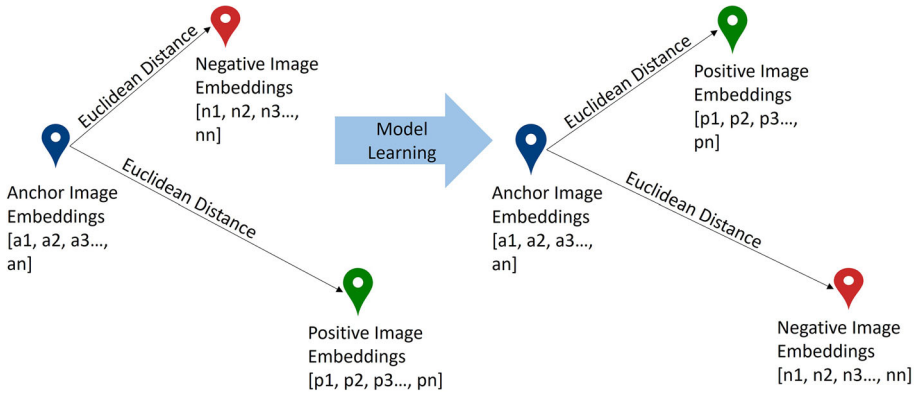 Euclidean Distance
Negative Image
Embeddings
[n1, n2, n3...,
nn]
Anchor Image
Embeddings
[a1, a2, a3...,
an]
Euclidean Distance
Positive Image
Embeddings
[p1, p2, p3..., pn]
Model
Learning
Euclidean Distance
Positive Image
Embeddings
[p1, p2, p3...,
pn]
Anchor Image
Embeddings
[a1, a2, a3...,
an]
Euclidean Distance
Negative Image
Embeddings
[n1, n2, n3..., nn]